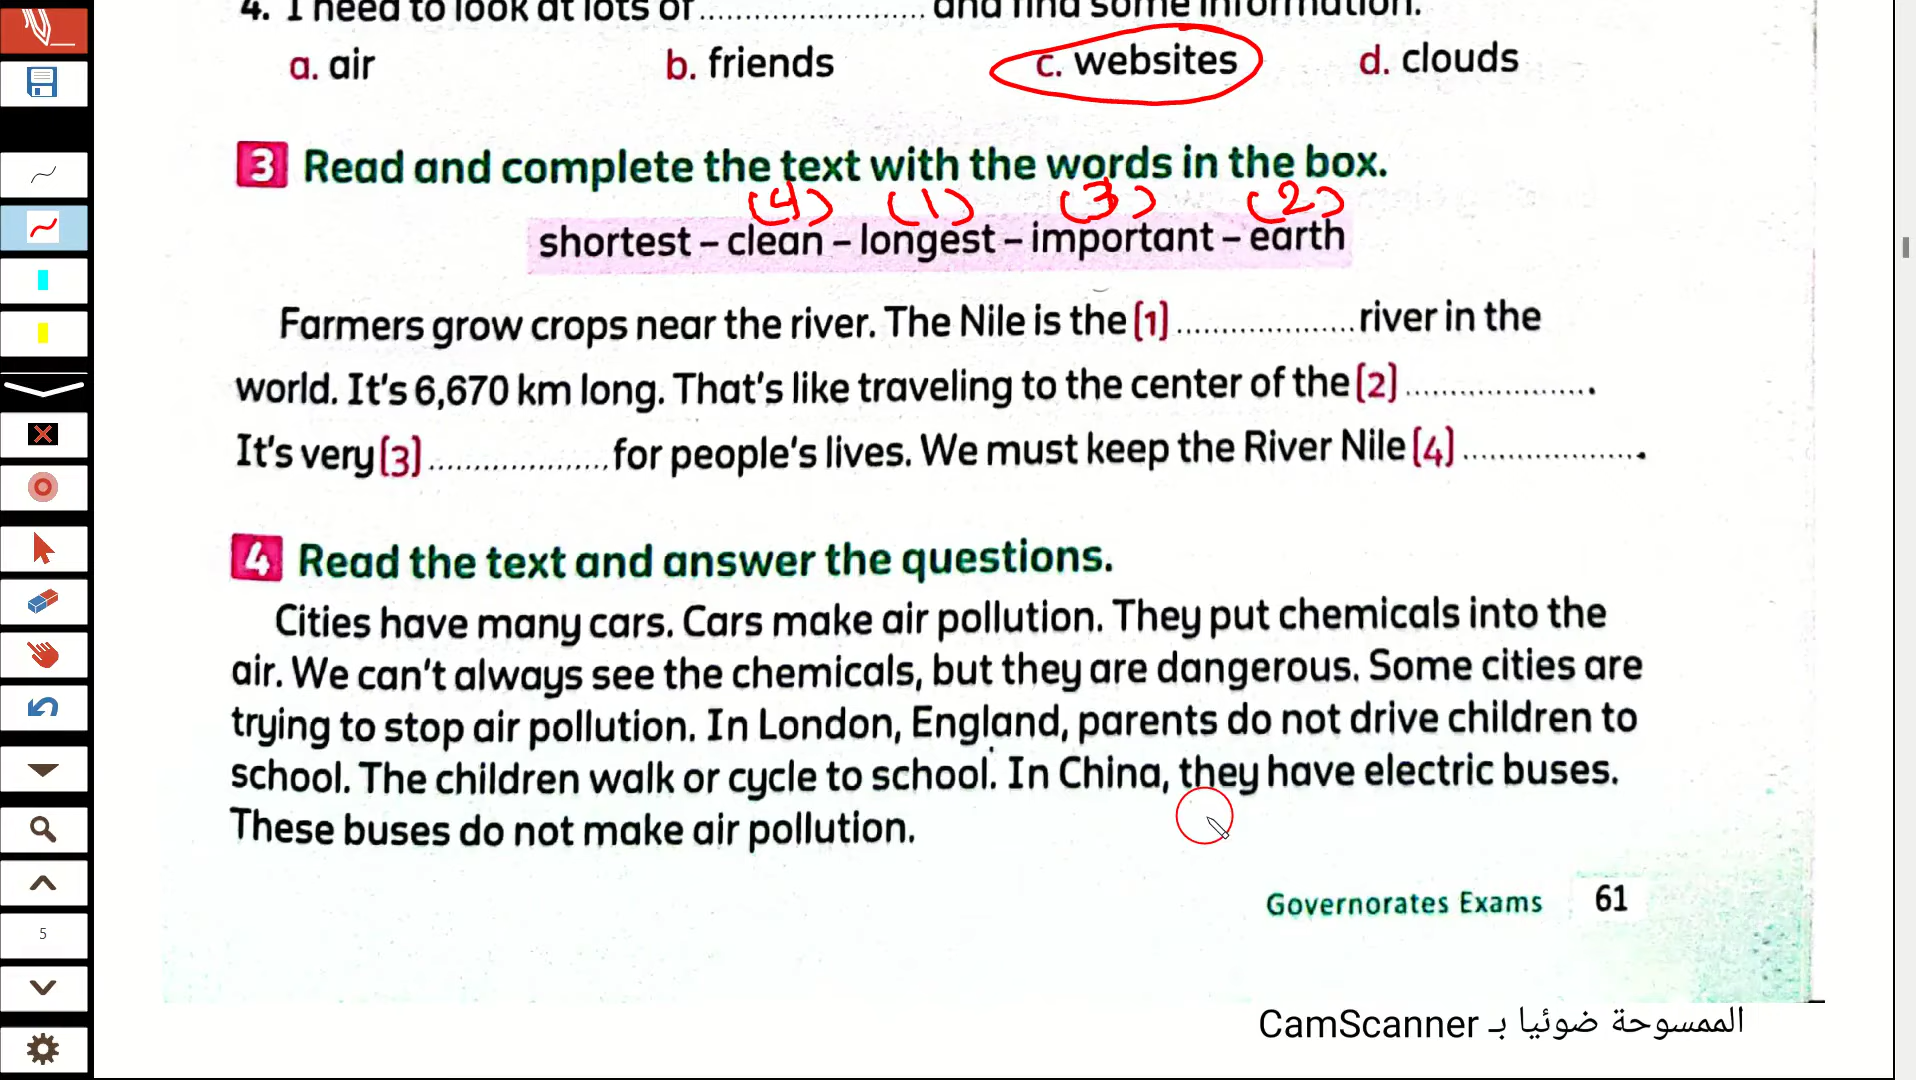 4. I need to look at lots of ........................ and find some information.
a. air b. friends c. websites d. clouds
3 Read and complete the text with the words in the box.
(4) (1) (3) (2)
shortest – clean – longest – important – earth
Farmers grow crops near the river. The Nile is the (1) ................... river in the
world. It's 6,670 km long. That's like traveling to the center of the (2) .................... .
It's very (3) ................... for people's lives. We must keep the River Nile (4) ................... .
4 Read the text and answer the questions.
Cities have many cars. Cars make air pollution. They put chemicals into the
air. We can't always see the chemicals, but they are dangerous. Some cities are
trying to stop air pollution. In London, England, parents do not drive children to
school. The children walk or cycle to school. In China, they have electric buses.
These buses do not make air pollution.
Governorates Exams 61
الممسوحة ضوئيا بـ CamScanner
5